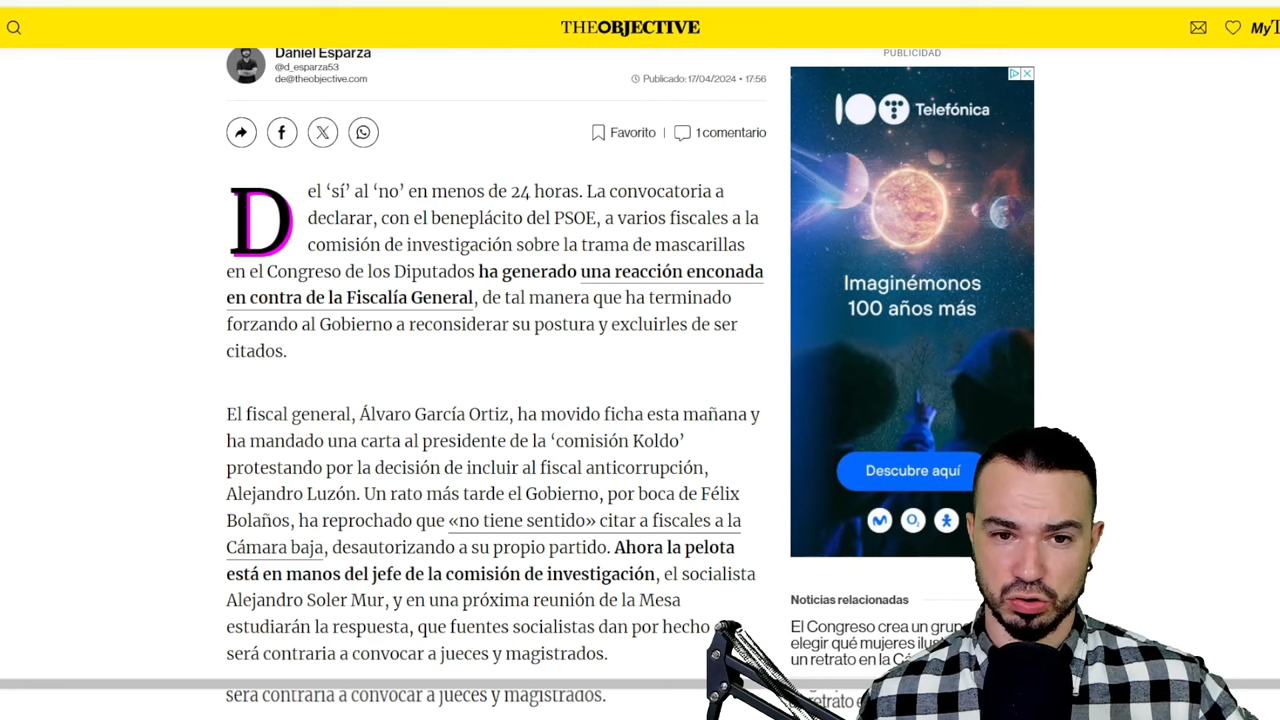 THEOBJECTIVE
MyT
Daniel Esparza
@d_esparza53
de@theobjective.com
Publicado: 17/04/2024 • 17:56
Favorito | 1 comentario
Del ‘sí’ al ‘no’ en menos de 24 horas. La convocatoria a
declarar, con el beneplácito del PSOE, a varios fiscales a la
comisión de investigación sobre la trama de mascarillas
en el Congreso de los Diputados ha generado una reacción enconada
en contra de la Fiscalía General, de tal manera que ha terminado
forzando al Gobierno a reconsiderar su postura y excluirles de ser
citados.
El fiscal general, Álvaro García Ortiz, ha movido ficha esta mañana y
ha mandado una carta al presidente de la ‘comisión Koldo’
protestando por la decisión de incluir al fiscal anticorrupción,
Alejandro Luzón. Un rato más tarde el Gobierno, por boca de Félix
Bolaños, ha reprochado que «no tiene sentido» citar a fiscales a la
Cámara baja, desautorizando a su propio partido. Ahora la pelota
está en manos del jefe de la comisión de investigación, el socialista
Alejandro Soler Mur, y en una próxima reunión de la Mesa
estudiarán la respuesta, que fuentes socialistas dan por hecho
será contraria a convocar a jueces y magistrados.
será contraria a convocar a jueces y magistrados.
PUBLICIDAD
100 Telefónica
Imaginémonos
100 años más
Descubre aquí
O2
Noticias relacionadas
El Congreso crea un
elegir qué mujeres
un retrato en la
retrato